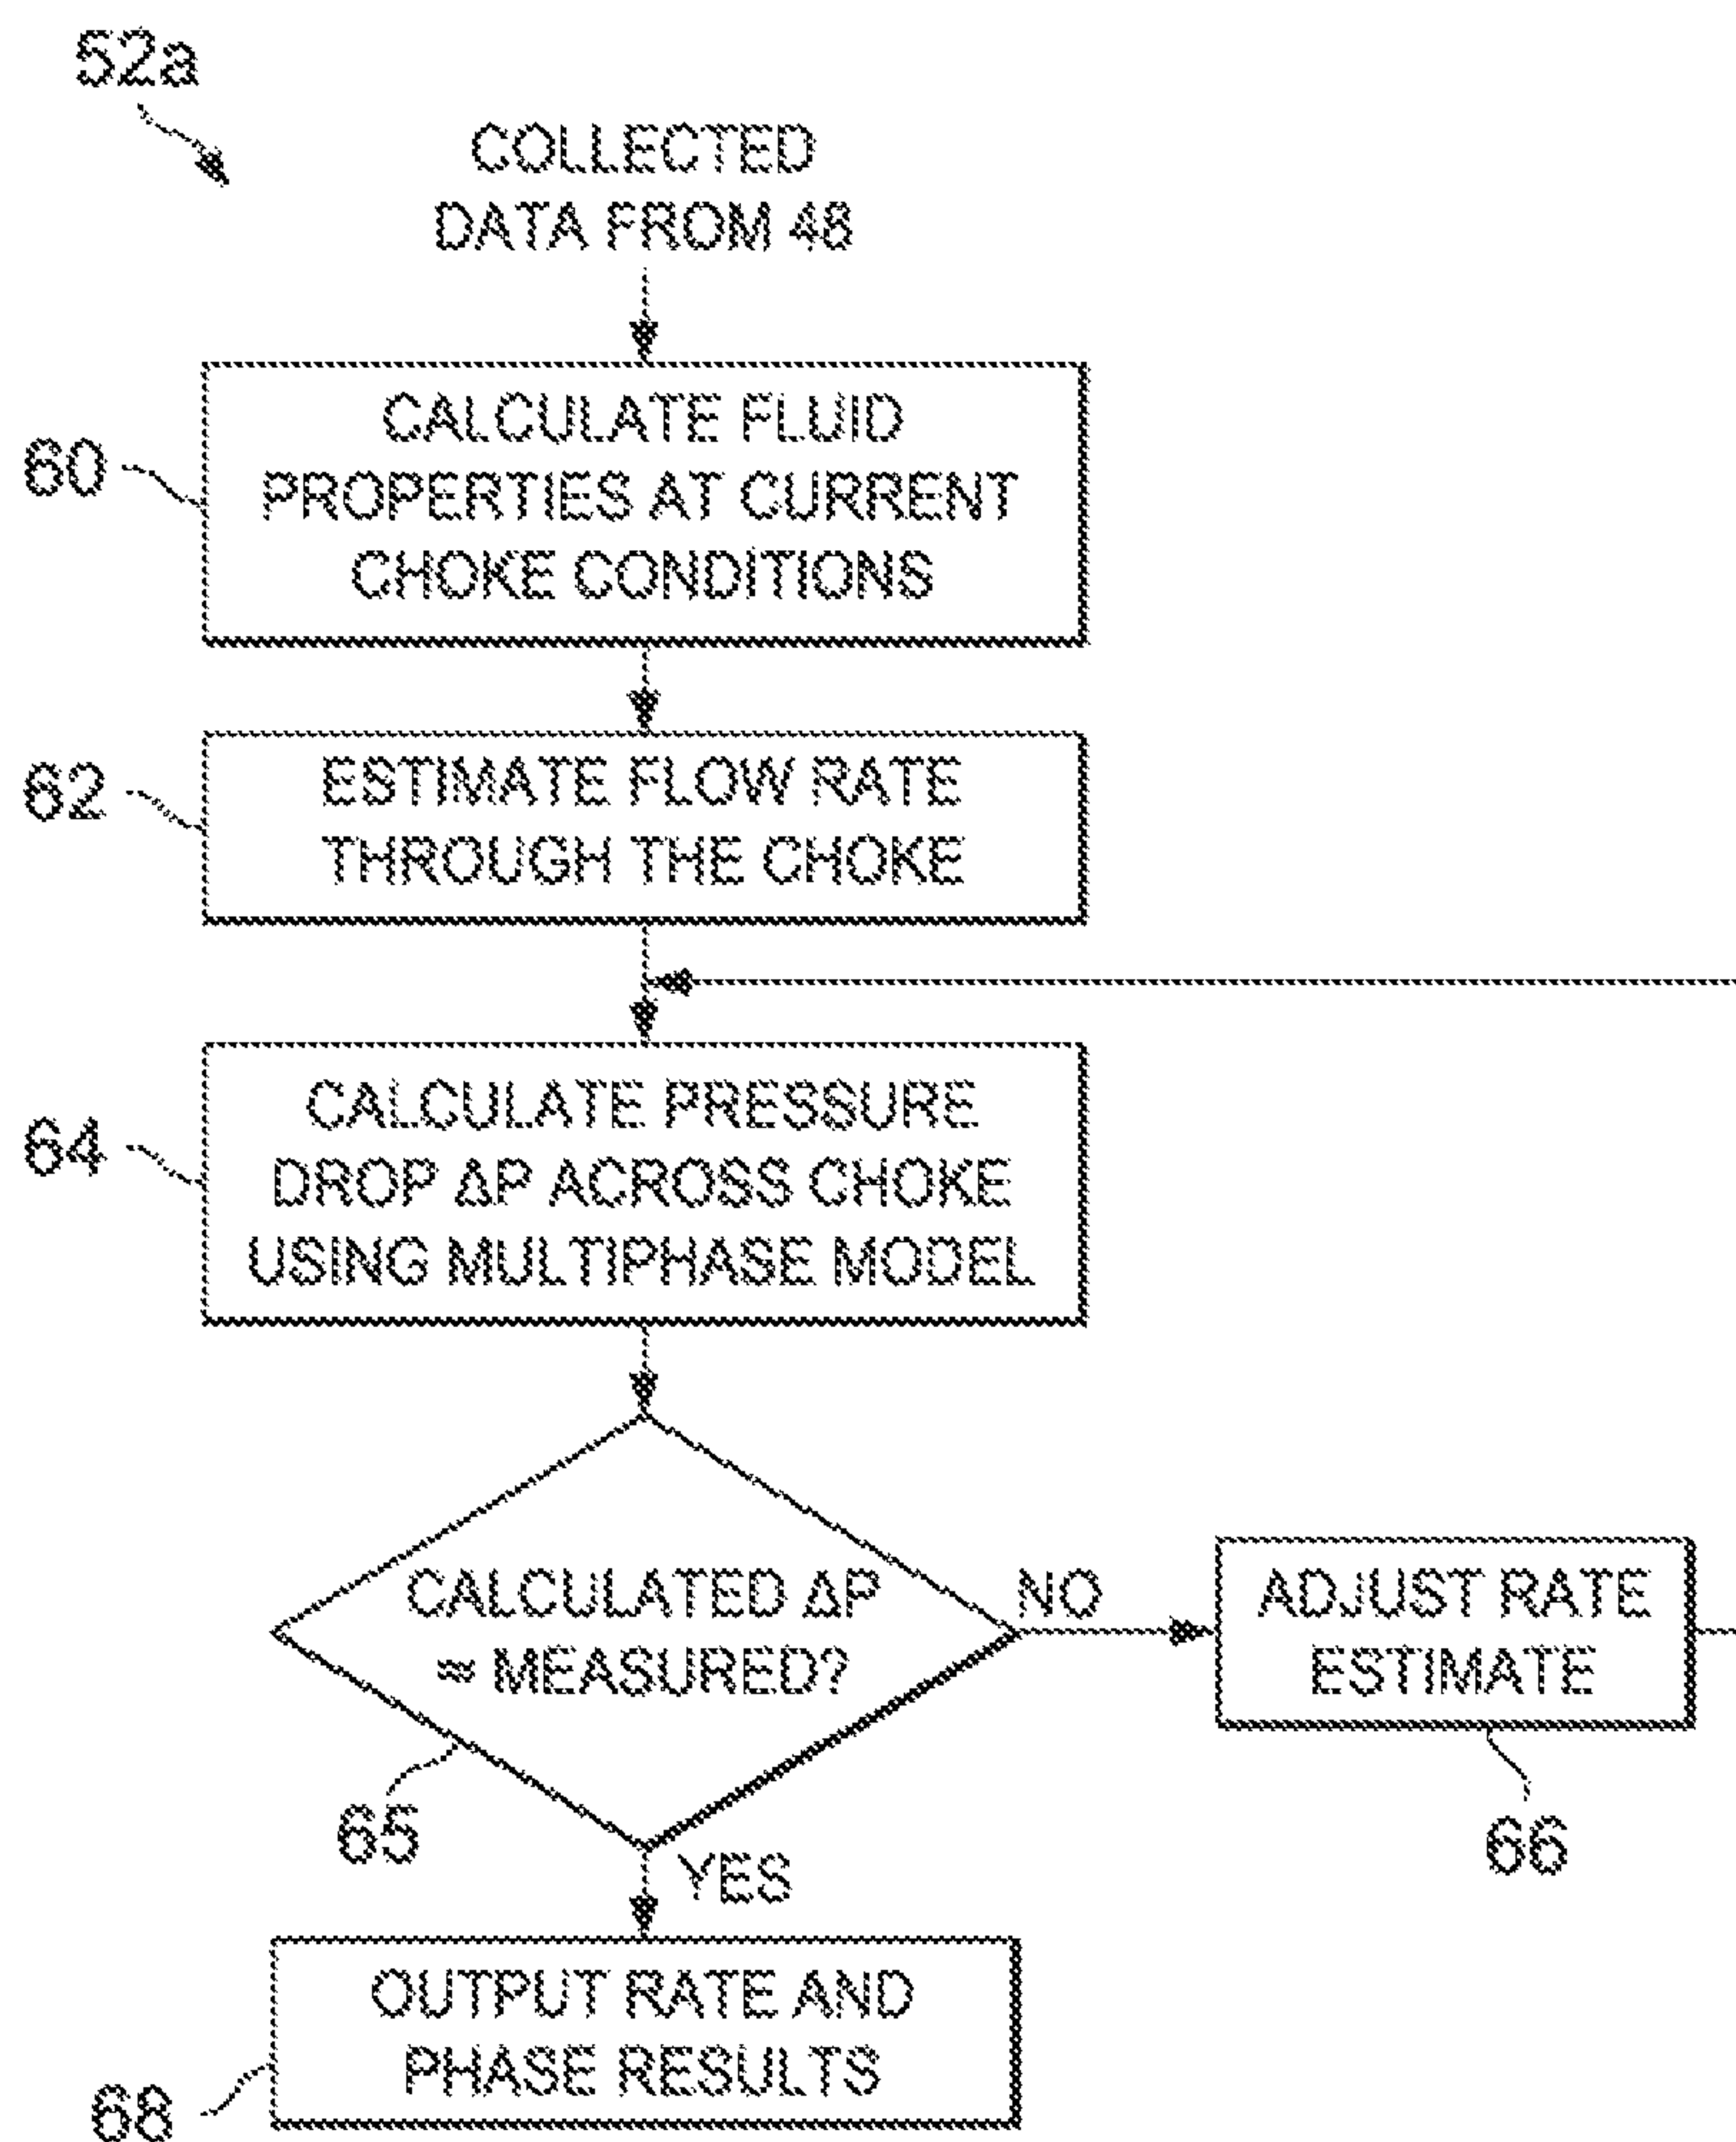 52a
COLLECTED
DATA FROM 48
60
CALCULATE FLUID
PROPERTIES AT CURRENT
CHOKE CONDITIONS
62
ESTIMATE FLOW RATE
THROUGH THE CHOKE
64
CALCULATE PRESSURE
DROP ΔP ACROSS CHOKE
USING MULTIPHASE MODEL
CALCULATED ΔP
≈ MEASURED?
NO
ADJUST RATE
ESTIMATE
65
66
YES
OUTPUT RATE AND
PHASE RESULTS
68